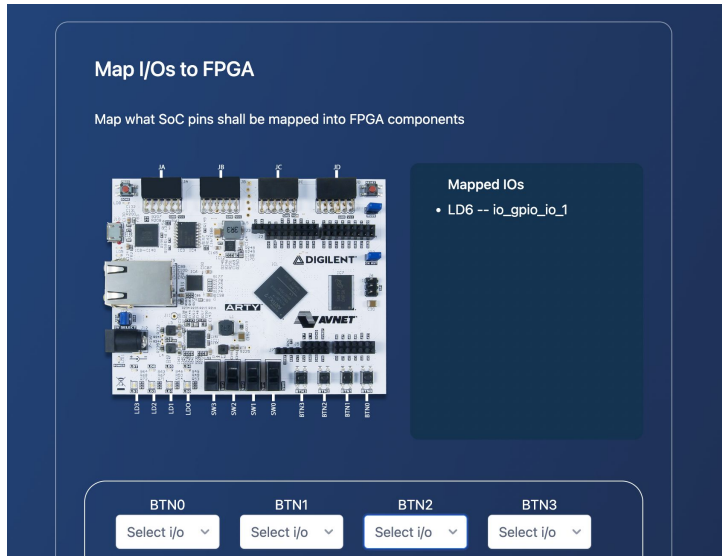 Map I/Os to FPGA
Map what SoC pins shall be mapped into FPGA components
JA JB JC JD
Mapped IOs
• LD6 -- io_gpio_io_1
DIGILENT
ARTY
AVNET
LD3 LD2 LD1 LD0 SW3 SW2 SW1 SW0 BTN3 BTN2 BTN1 BTN0
BTN0 BTN1 BTN2 BTN3
Select i/o Select i/o Select i/o Select i/o